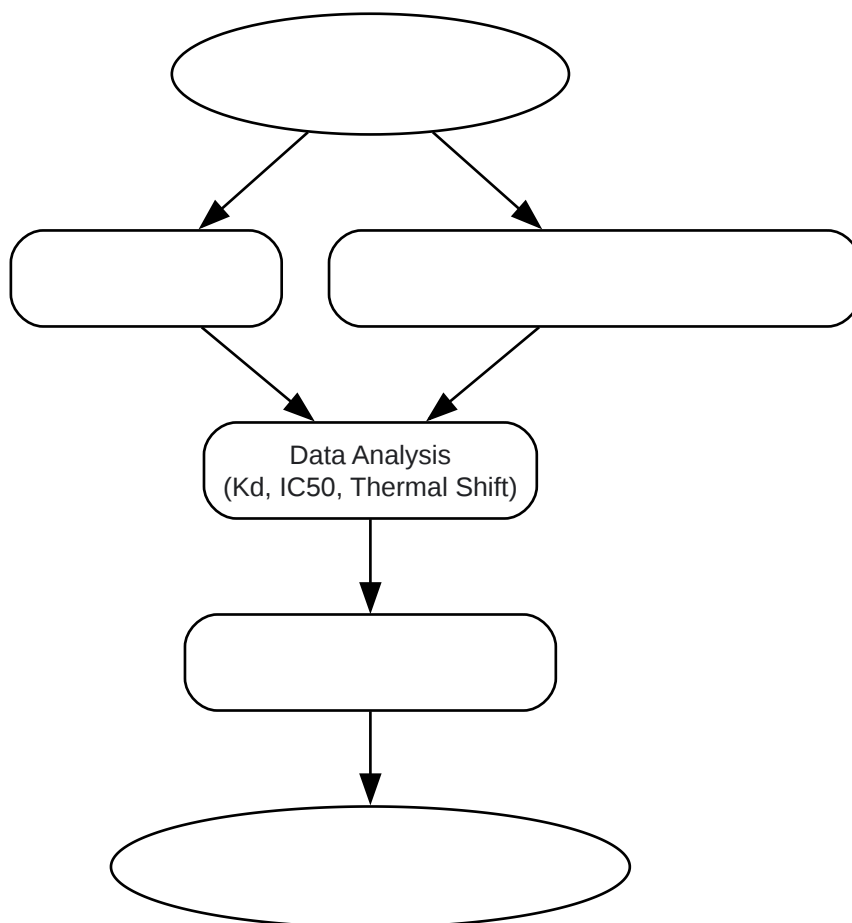 Data Analysis
(Kd, IC50, Thermal Shift)